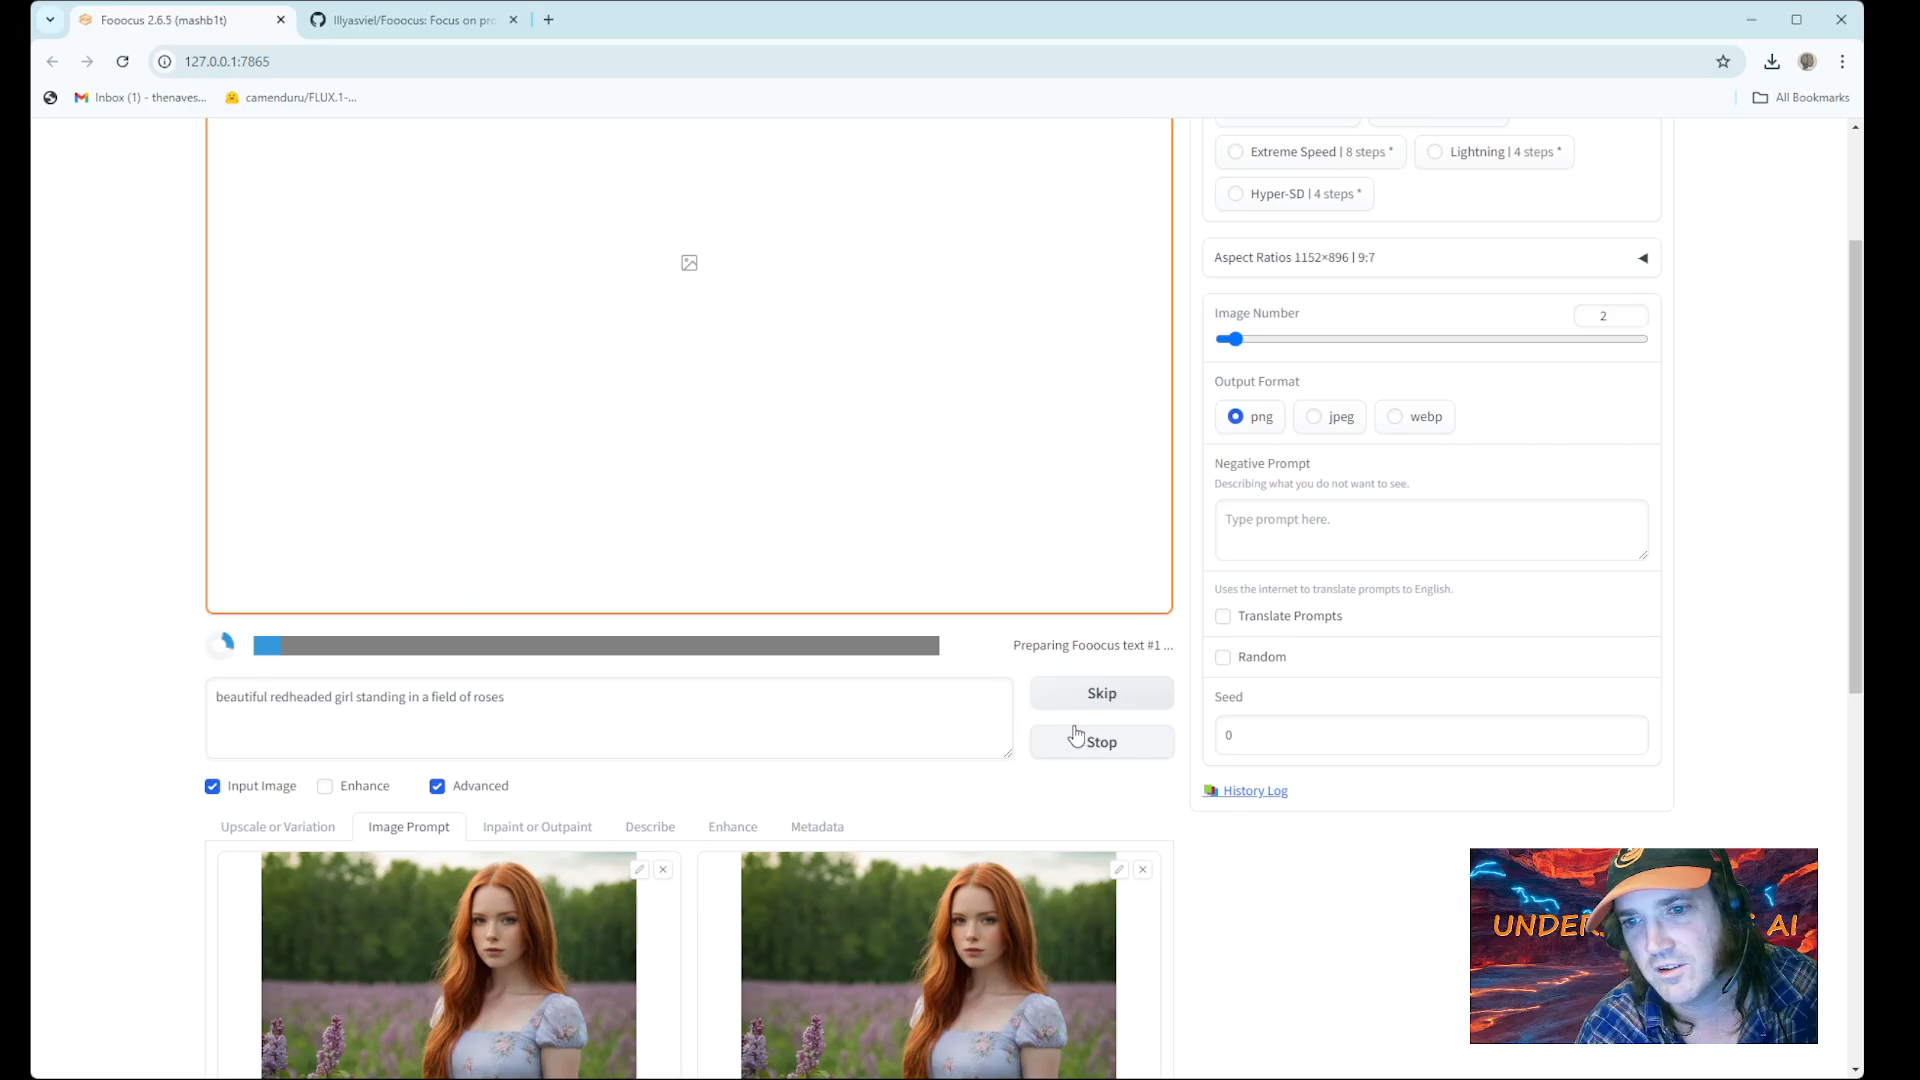 Fooocus 2.6.5 (mashb1t)
lllyasviel/Fooocus: Focus on pro
127.0.0.1:7865
Inbox (1) - thenaves...
camenduru/FLUX.1-...
All Bookmarks
Extreme Speed | 8 steps *
Lightning | 4 steps *
Hyper-SD | 4 steps *
Aspect Ratios 1152×896 | 9:7
Image Number
2
Output Format
png
jpeg
webp
Negative Prompt
Describing what you do not want to see.
Type prompt here.
Uses the internet to translate prompts to English.
Translate Prompts
Random
Seed
0
History Log
Preparing Fooocus text #1 ...
beautiful redheaded girl standing in a field of roses
Skip
Stop
Input Image
Enhance
Advanced
Upscale or Variation
Image Prompt
Inpaint or Outpaint
Describe
Enhance
Metadata
AI